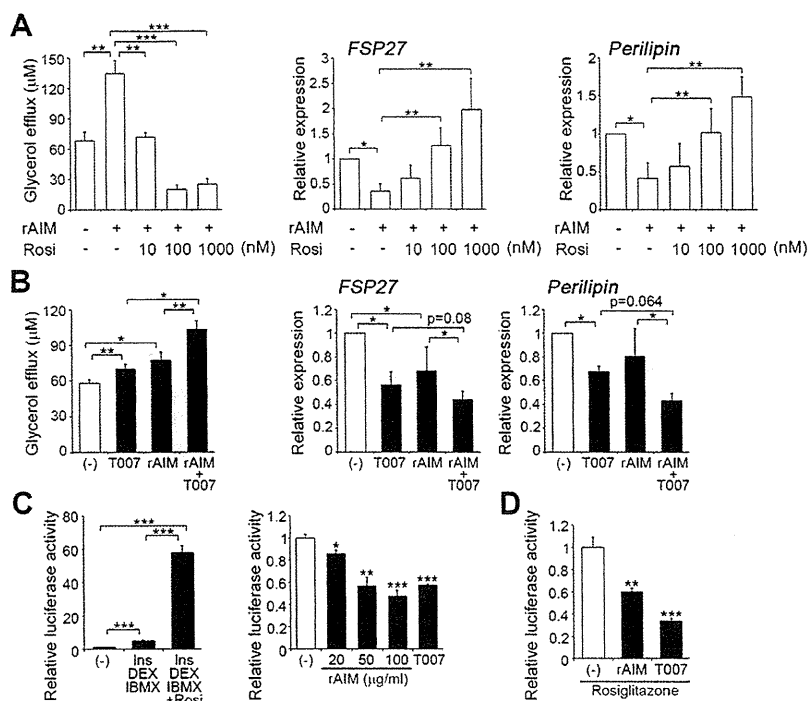 A
Glycerol efflux (μM)
150
120
90
60
30
0
**
***
***
**
rAIM - + + + +
Rosi - - 10 100 1000 (nM)
FSP27
Relative expression
3
2.5
2
1.5
1
0.5
0
**
**
*
rAIM - + + + +
Rosi - - 10 100 1000 (nM)
Perilipin
Relative expression
2
1.5
1
0.5
0
**
**
*
rAIM - + + + +
Rosi - - 10 100 1000 (nM)
B
Glycerol efflux (μM)
120
90
60
30
0
*
**
*
**
(-) T007 rAIM rAIM + T007
FSP27
Relative expression
1.2
1
0.8
0.6
0.4
0.2
0
*
*
p=0.08
*
(-) T007 rAIM rAIM + T007
Perilipin
Relative expression
1.2
1
0.8
0.6
0.4
0.2
0
p=0.064
*
*
(-) T007 rAIM rAIM + T007
C
Relative luciferase activity
80
60
40
20
0
***
***
***
(-) Ins DEX IBMX Ins DEX IBMX +Rosi
Relative luciferase activity
1.2
1
0.8
0.6
0.4
0.2
0
* ** *** ***
(-) 20 50 100 T007
rAIM (μg/ml)
D
Relative luciferase activity
1.2
1
0.8
0.6
0.4
0.2
0
** ***
(-) rAIM T007
Rosiglitazone